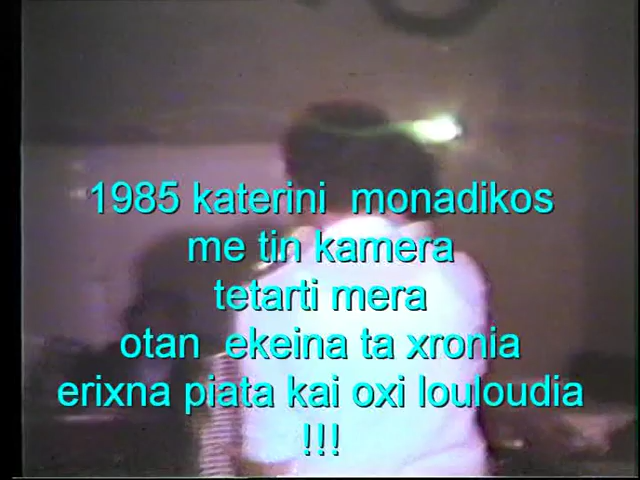 1985 katerini monadikos
me tin kamera
tetarti mera
otan ekeina ta xronia
erixna piata kai oxi louloudia
!!!